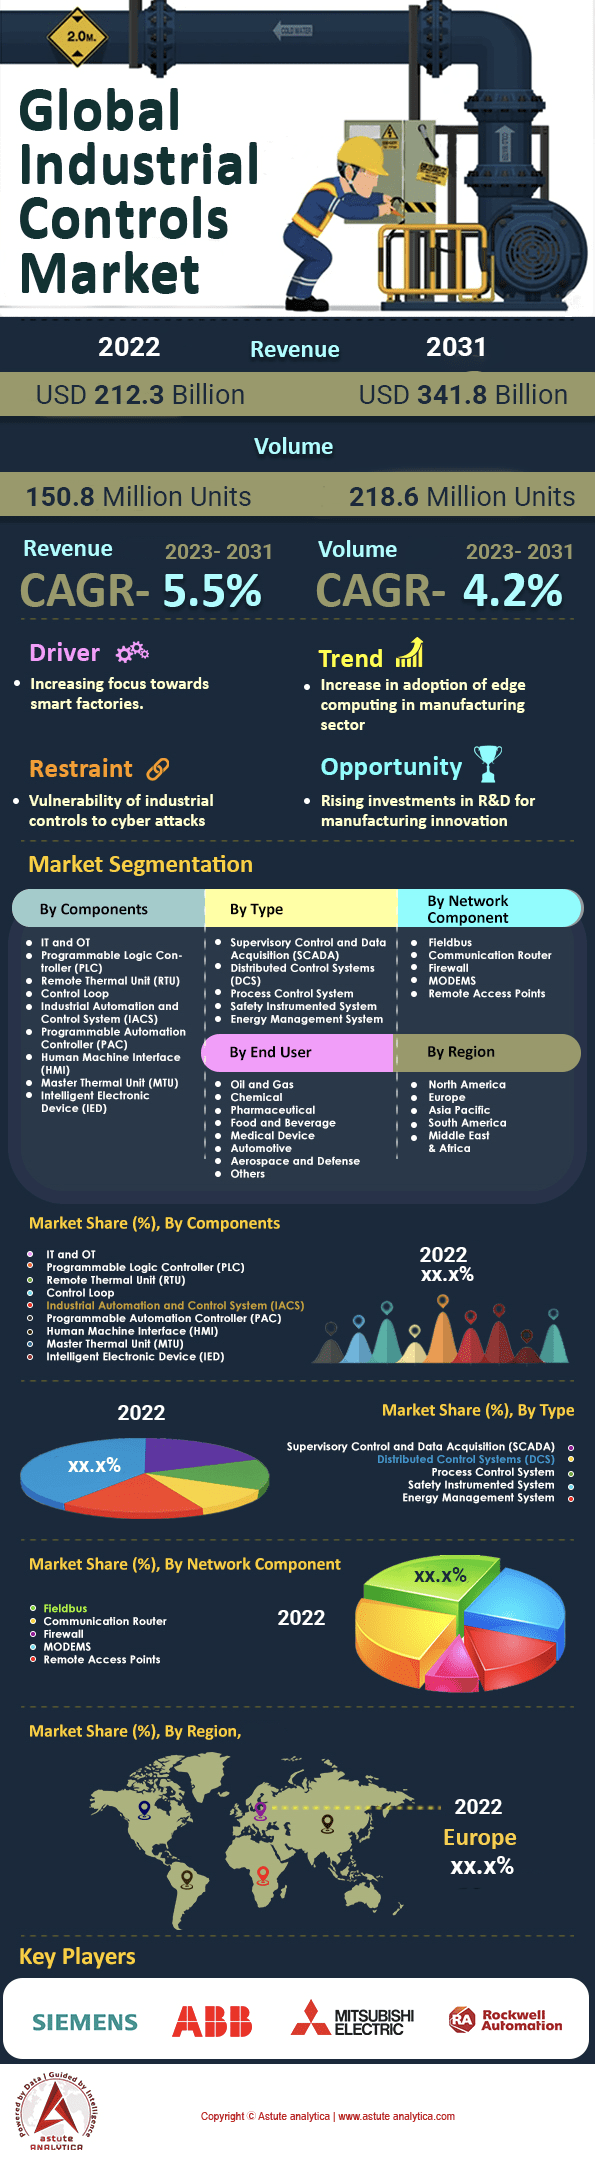 2.0M.
COLD WATER
Global
Industrial
Controls
Market
2022
Revenue
2031
USD 212.3 Billion
USD 341.8 Billion
Volume
150.8 Million Units
218.6 Million Units
Revenue
2023- 2031
CAGR- 5.5%
Volume
2023- 2031
CAGR- 4.2%
Driver
• Increasing focus towards
smart factories.
Trend
• Increase in adoption of edge
computing in manufacturing
sector
Restraint
• Vulnerability of industrial
controls to cyber attacks
Opportunity
• Rising investments in R&D for
manufacturing innovation
Market Segmentation
By Components
• IT and OT
• Programmable Logic Con-
troller (PLC)
• Remote Thermal Unit (RTU)
• Control Loop
• Industrial Automation and
Control System (IACS)
• Programmable Automation
Controller (PAC)
• Human Machine Interface
(HMI)
• Master Thermal Unit (MTU)
• Intelligent Electronic
Device (IED)
By Type
• Supervisory Control and Data
Acquisition (SCADA)
• Distributed Control Systems
(DCS)
• Process Control System
• Safety Instrumented System
• Energy Management System
By Network
Component
• Fieldbus
• Communication Router
• Firewall
• MODEMS
• Remote Access Points
By End User
• Oil and Gas
• Chemical
• Pharmaceutical
• Food and Beverage
• Medical Device
• Automotive
• Aerospace and Defense
• Others
By Region
• North America
• Europe
• Asia Pacific
• South America
• Middle East
& Africa
Market Share (%), By Components
IT and OT
Programmable Logic Controller (PLC)
Remote Thermal Unit (RTU)
Control Loop
Industrial Automation and Control System (IACS)
Programmable Automation Controller (PAC)
Human Machine Interface (HMI)
Master Thermal Unit (MTU)
Intelligent Electronic Device (IED)
2022
xx.x%
2022
xx.x%
Market Share (%), By Type
Supervisory Control and Data Acquisition (SCADA)
Distributed Control Systems (DCS)
Process Control System
Safety Instrumented System
Energy Management System
Market Share (%), By Network Component
Fieldbus
Communication Router
Firewall
MODEMS
Remote Access Points
2022
xx.x%
Market Share (%), By Region,
2022
Europe
xx.x%
Key Players
SIEMENS
ABB
MITSUBISHI
ELECTRIC
RA
Rockwell
Automation
Powered by Data | Guided by Intelligence
astute
ANALYTICA
Copyright © Astute analytica | www.astute analytica.com